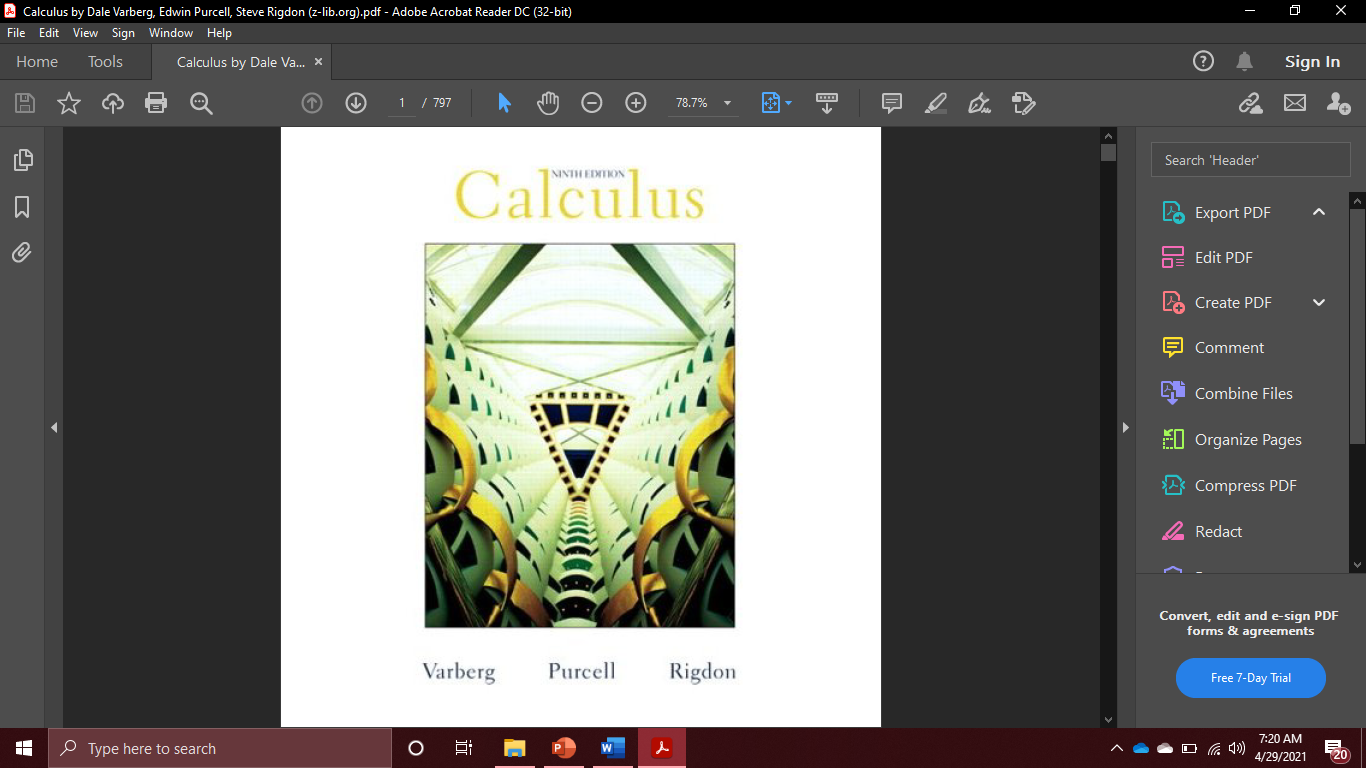 Calculus by Dale Varberg, Edwin Purcell, Steve Rigdon (z-lib.org).pdf - Adobe Acrobat Reader DC (32-bit)
File Edit View Sign Window Help
Home Tools Calculus by Dale Va... × Sign In
1 / 797 78.7%
NINTH EDITION
Calculus
Varberg Purcell Rigdon
Search 'Header'
Export PDF
Edit PDF
Create PDF
Comment
Combine Files
Organize Pages
Compress PDF
Redact
Convert, edit and e-sign PDF
forms & agreements
Free 7-Day Trial
Type here to search
7:20 AM
4/29/2021
20